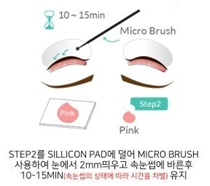 10 ~ 15min
Micro Brush
Pink
Step2
Pink
STEP2를 SILLICON PAD에 덜어 MICRO BRUSH
사용하여 눈에서 2mm띄우고 속눈썹에 바른후
10-15MIN(속눈썹의 상태에 따라 시간을 차별) 유지